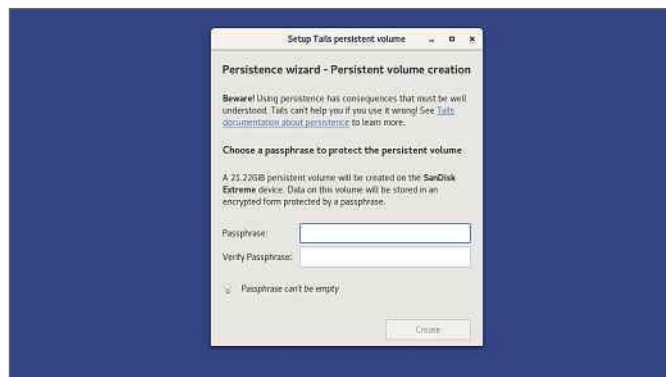 Setup Tails persistent volume
Persistence wizard - Persistent volume creation
Beware! Using persistence has consequences that must be well
understood. Tails can't help you if you use it wrong! See Tails
documentation about persistence to learn more.
Choose a passphrase to protect the persistent volume
A 21.22GiB persistent volume will be created on the SanDisk
Extreme device. Data on this volume will be stored in an
encrypted form protected by a passphrase.
Passphrase:
Verify Passphrase:
Passphrase can't be empty
Create